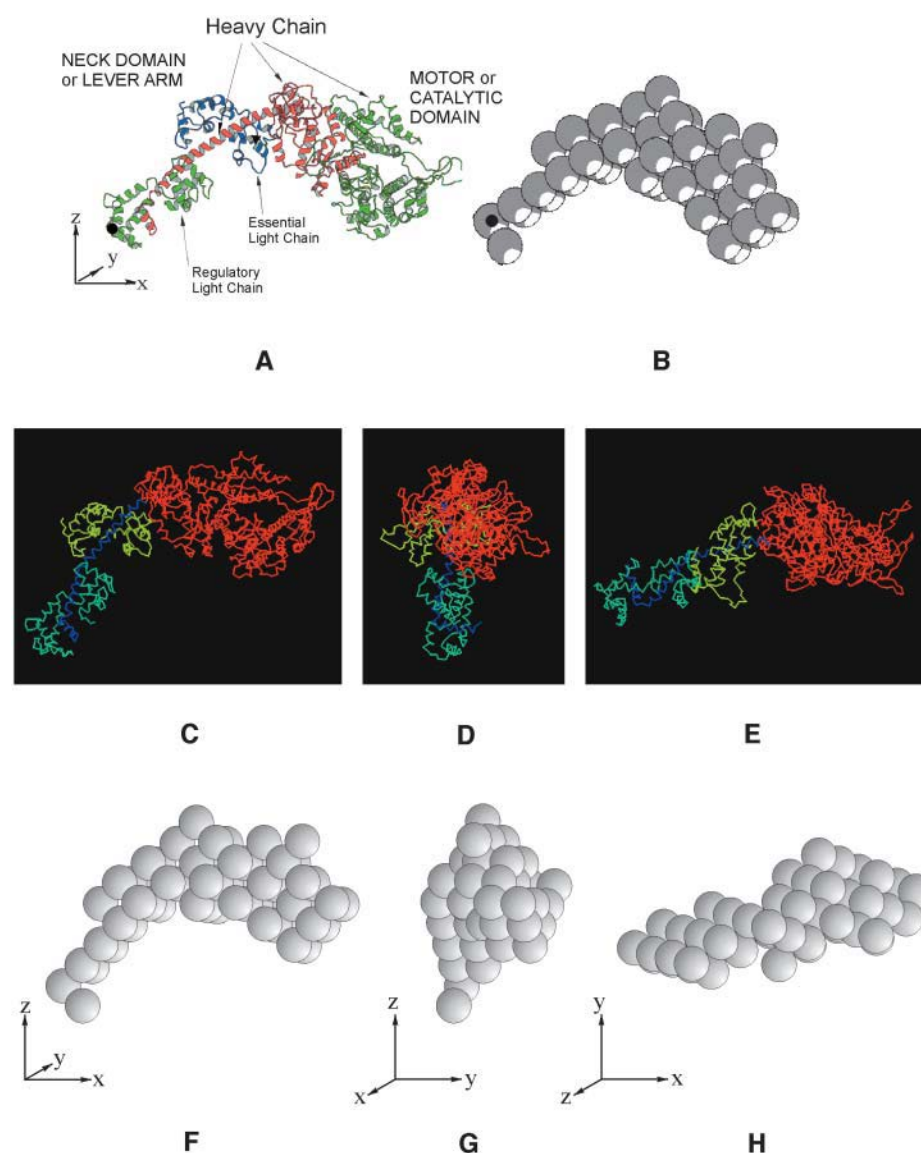 Heavy Chain
NECK DOMAIN
or LEVER ARM
MOTOR or
CATALYTIC
DOMAIN
Essential
Light Chain
Regulatory
Light Chain
z
y
x
A
B
C
D
E
z
y
x
z
y
x
y
x
z
F
G
H